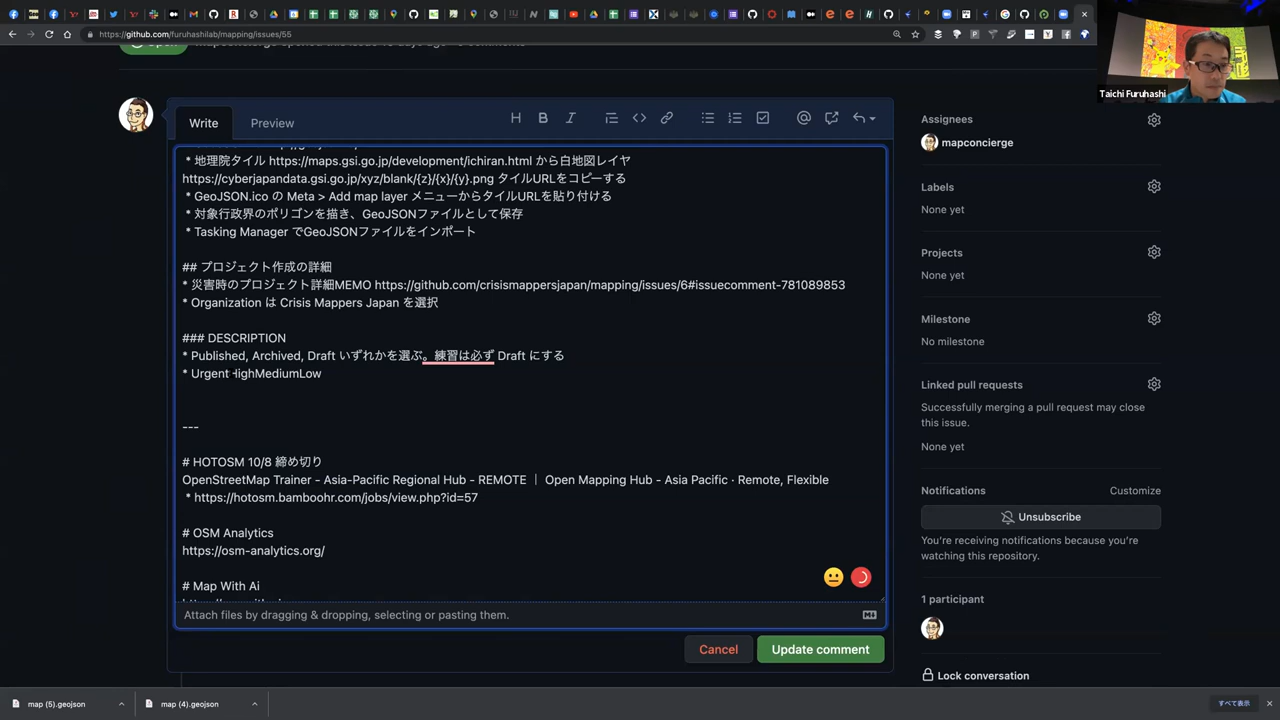 https://github.com/furuhashilab/mapping/issues/55
Taichi Furuhashi
Write
Preview
* 地理院タイル https://maps.gsi.go.jp/development/ichiran.html から白地図レイヤ
https://cyberjapandata.gsi.go.jp/xyz/blank/{z}/{x}/{y}.png タイルURLをコピーする
* GeoJSON.ico の Meta > Add map layer メニューからタイルURLを貼り付ける
* 対象行政界のポリゴンを描き、GeoJSONファイルとして保存
* Tasking Manager でGeoJSONファイルをインポート
## プロジェクト作成の詳細
* 災害時のプロジェクト詳細MEMO https://github.com/crisismappersjapan/mapping/issues/6#issuecomment-781089853
* Organization は Crisis Mappers Japan を選択
### DESCRIPTION
* Published, Archived, Draft いずれかを選ぶ。練習は必ず Draft にする
* Urgent HighMediumLow
---
# HOTOSM 10/8 締め切り
OpenStreetMap Trainer - Asia-Pacific Regional Hub - REMOTE | Open Mapping Hub - Asia Pacific · Remote, Flexible
* https://hotosm.bamboohr.com/jobs/view.php?id=57
# OSM Analytics
https://osm-analytics.org/
# Map With Ai
Attach files by dragging & dropping, selecting or pasting them.
Cancel
Update comment
Assignees
mapconcierge
Labels
None yet
Projects
None yet
Milestone
No milestone
Linked pull requests
Successfully merging a pull request may close
this issue.
None yet
Notifications
Customize
Unsubscribe
You're receiving notifications because you're
watching this repository.
1 participant
Lock conversation
map (5).geojson
map (4).geojson
すべて表示